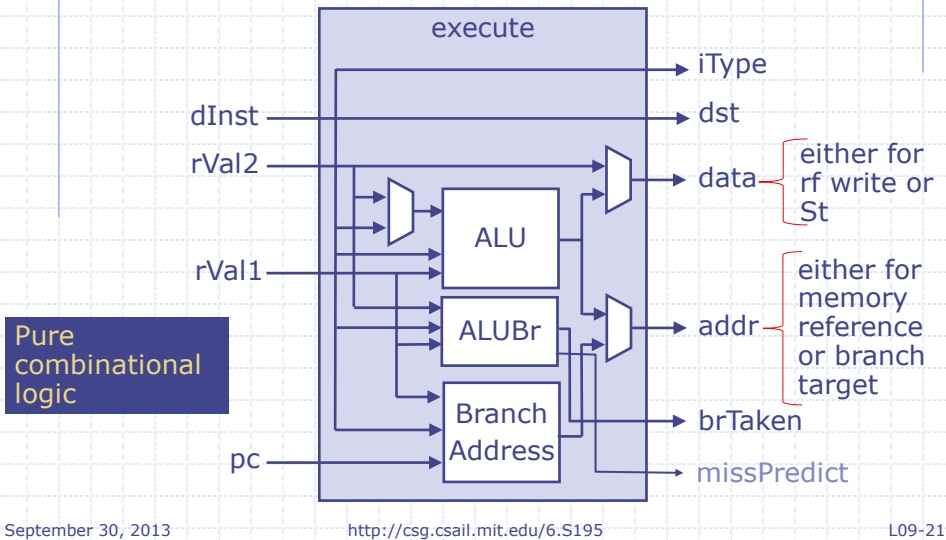 execute
iType
dInst
dst
rVal2
data
either for
rf write or
St
ALU
rVal1
either for
memory
reference
or branch
target
addr
ALUBr
Pure
combinational
logic
Branch
Address
brTaken
pc
missPredict
September 30, 2013
http://csg.csail.mit.edu/6.S195
L09-21